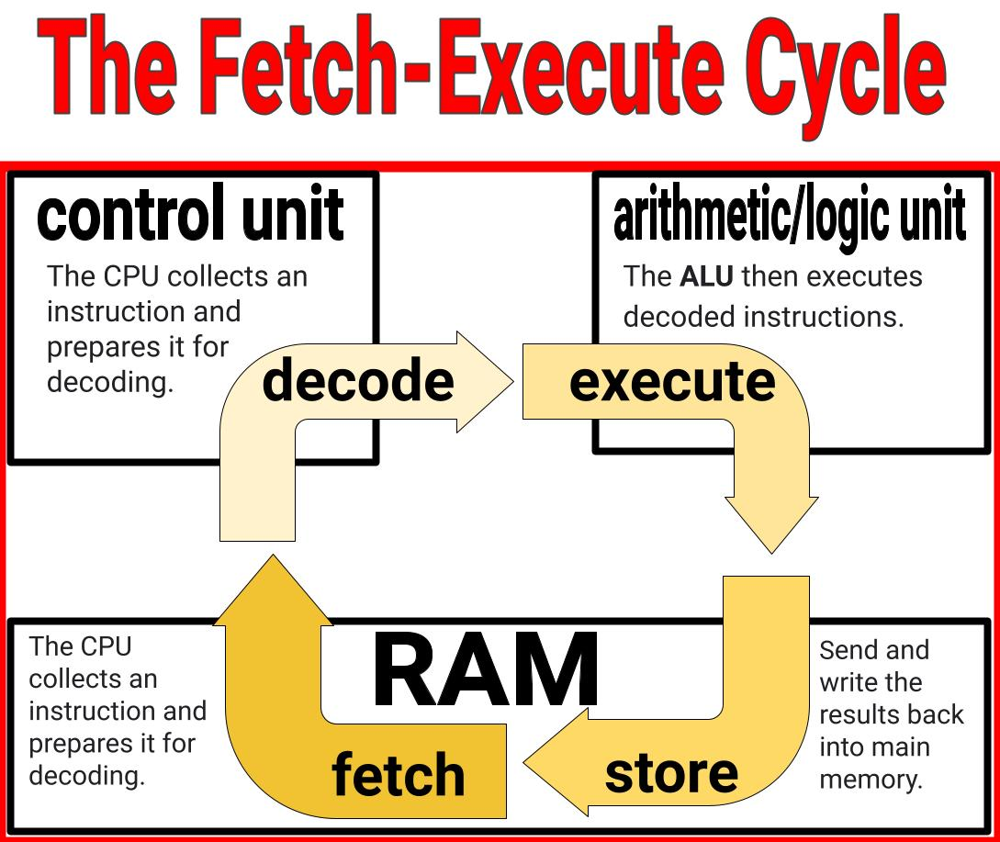 The Fetch-Execute Cycle
control unit
The CPU collects an
instruction and
prepares it for
decoding.
decode
arithmetic/logic unit
The ALU then executes
decoded instructions.
execute
RAM
The CPU
collects an
instruction and
prepares it for
decoding.
fetch
store
Send and
write the
results back
into main
memory.